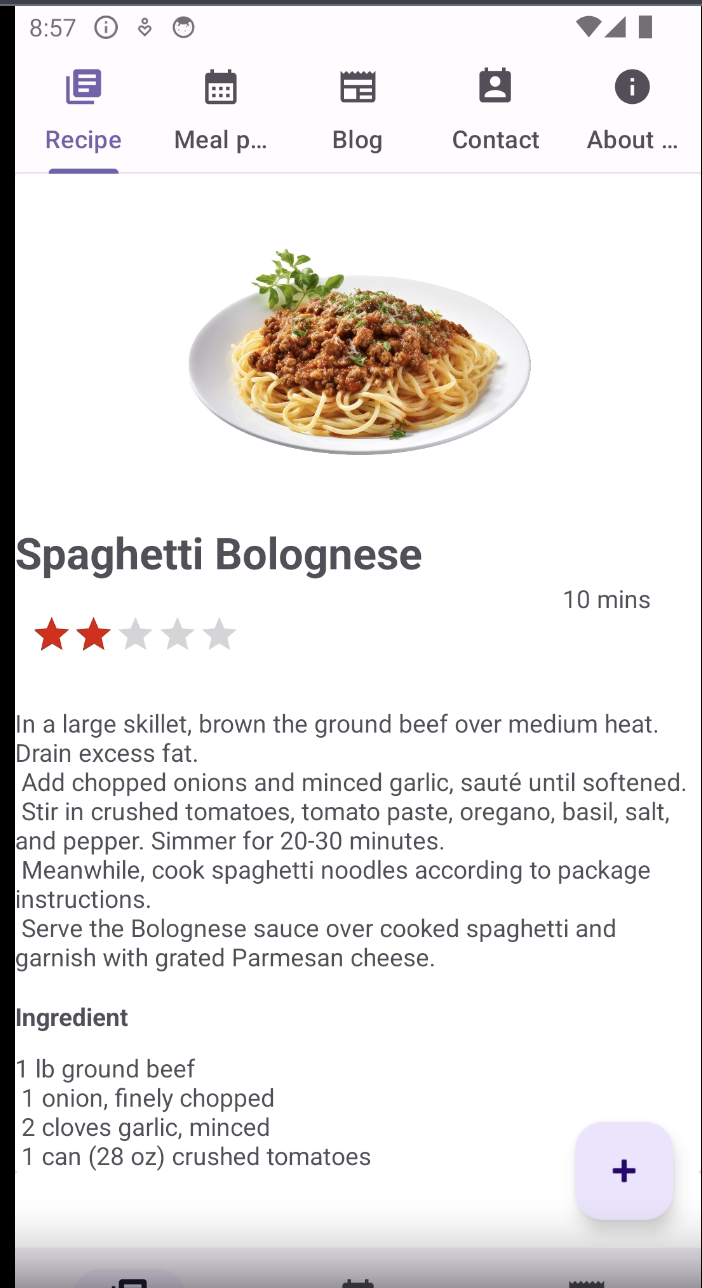 8:57
Recipe
Meal p...
Blog
Contact
About ...
Spaghetti Bolognese
10 mins
In a large skillet, brown the ground beef over medium heat.
Drain excess fat.
Add chopped onions and minced garlic, sauté until softened.
Stir in crushed tomatoes, tomato paste, oregano, basil, salt,
and pepper. Simmer for 20-30 minutes.
Meanwhile, cook spaghetti noodles according to package
instructions.
Serve the Bolognese sauce over cooked spaghetti and
garnish with grated Parmesan cheese.
Ingredient
1 lb ground beef
1 onion, finely chopped
2 cloves garlic, minced
1 can (28 oz) crushed tomatoes